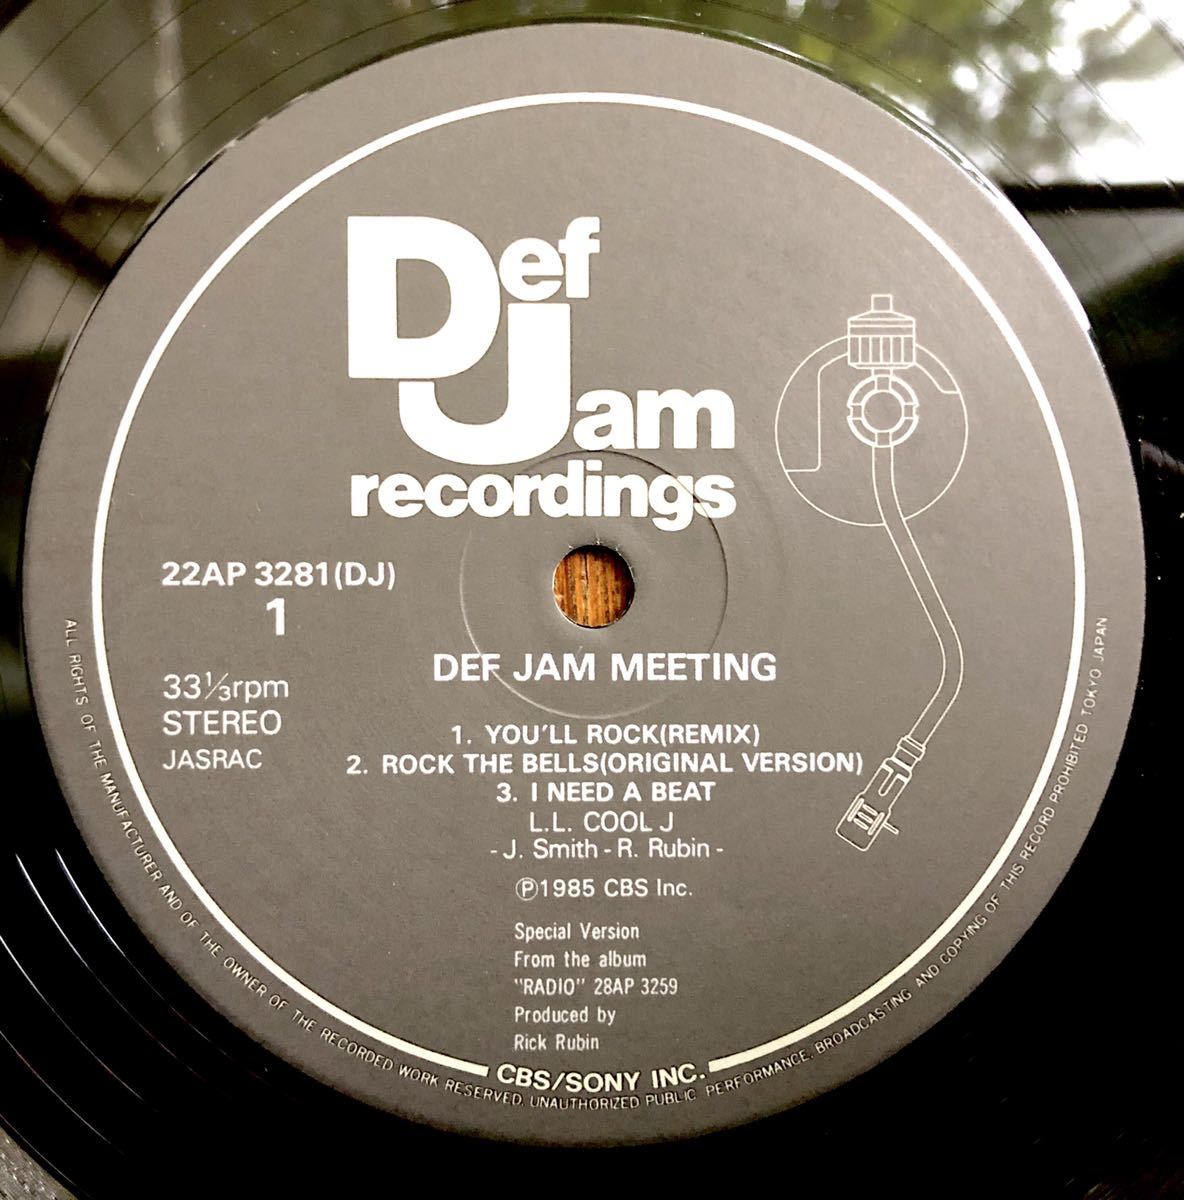 Def
Jam
recordings
22AP 3281(DJ)
1
33⅓rpm
STEREO
JASRAC
DEF JAM MEETING
1. YOU'LL ROCK(REMIX)
2. ROCK THE BELLS(ORIGINAL VERSION)
3. I NEED A BEAT
L.L. COOL J
- J. Smith - R. Rubin -
Ⓟ1985 CBS Inc.
Special Version
From the album
"RADIO" 28AP 3259
Produced by
Rick Rubin
CBS/SONY INC.
ALL RIGHTS OF THE MANUFACTURER AND OF THE OWNER OF THE RECORDED WORK RESERVED. UNAUTHORIZED PUBLIC PERFORMANCE, BROADCASTING AND COPYING OF THIS RECORD PROHIBITED TOKYO JAPAN